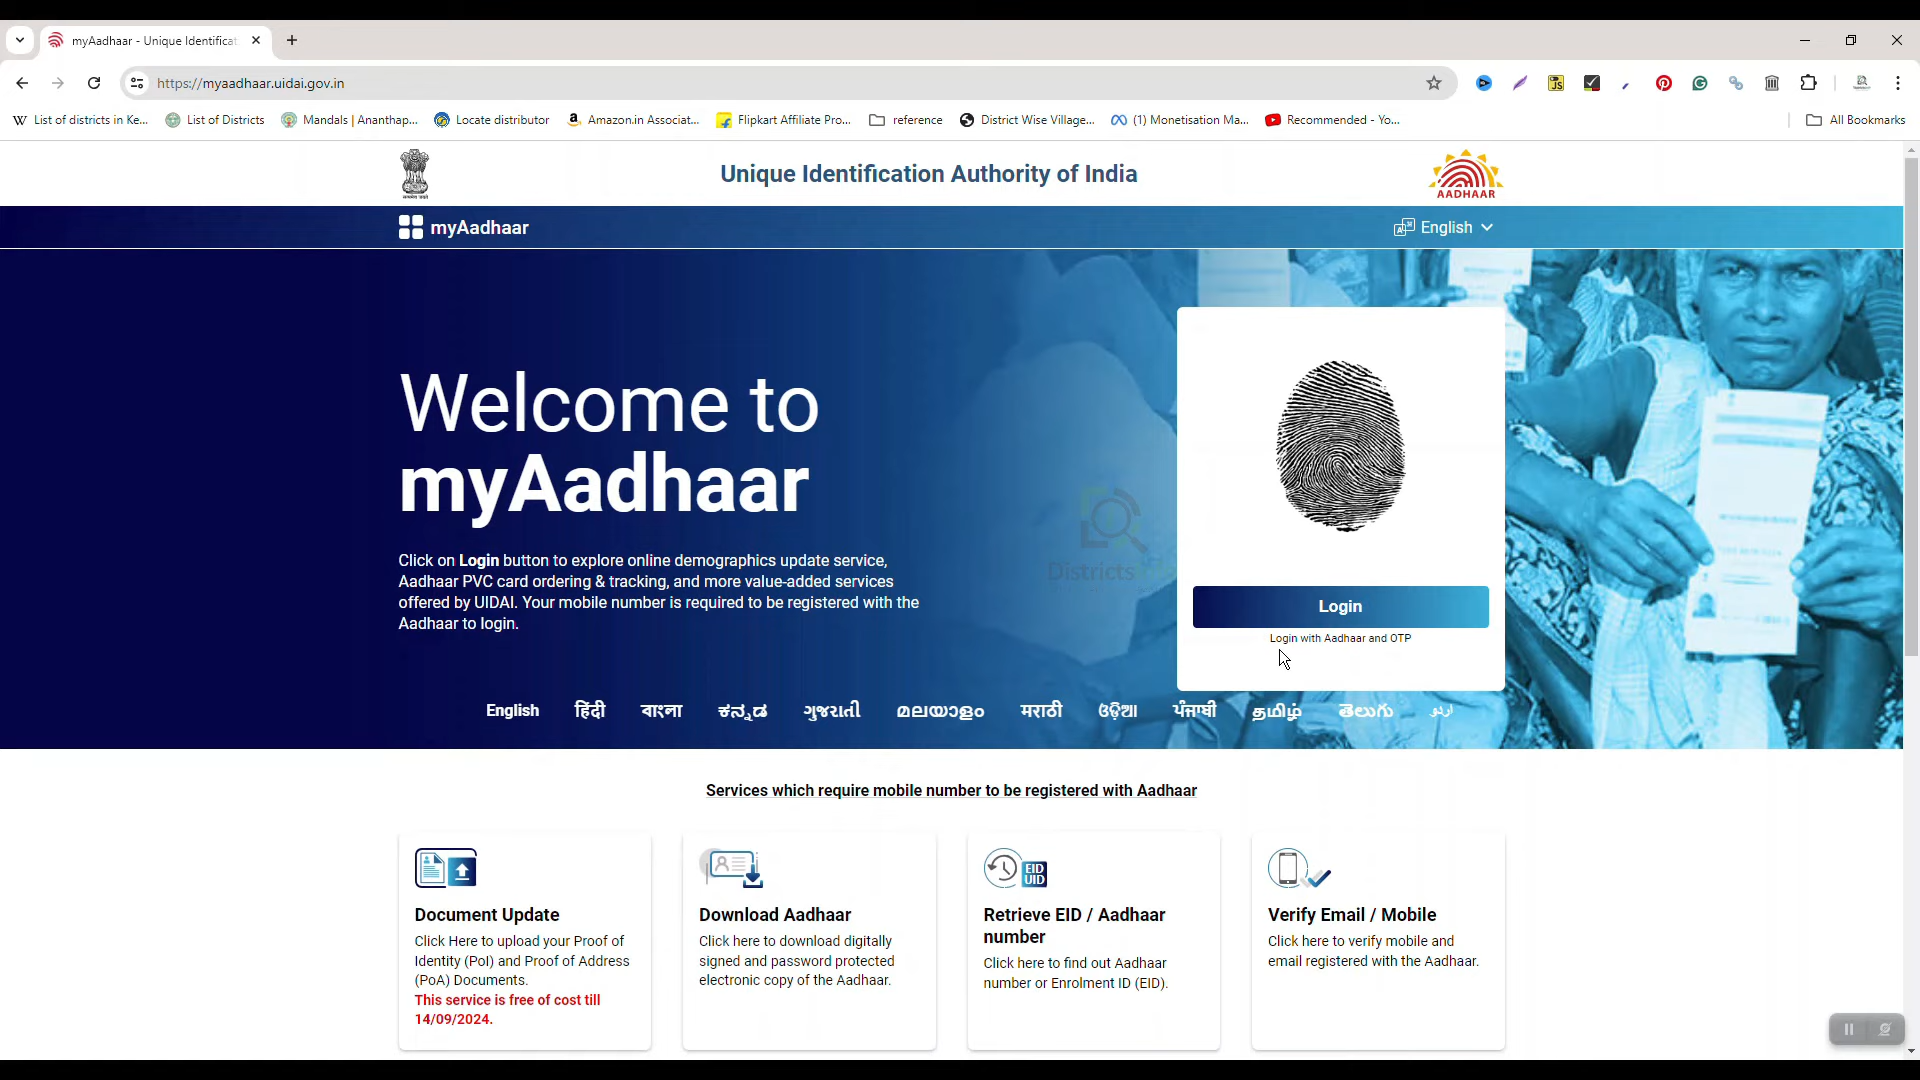 myAadhaar - Unique Identificat
https://myaadhaar.uidai.gov.in
List of districts in Ke...
List of Districts
Mandals | Ananthap...
Locate distributor
Amazon.in Associat...
Flipkart Affiliate Pro...
reference
District Wise Village...
(1) Monetisation Ma...
Recommended - Yo...
All Bookmarks
Unique Identification Authority of India
AADHAAR
myAadhaar
English
Welcome to
myAadhaar
Click on Login button to explore online demographics update service,
Aadhaar PVC card ordering & tracking, and more value-added services
offered by UIDAI. Your mobile number is required to be registered with the
Aadhaar to login.
Districts
Login
Login with Aadhaar and OTP
English हिंदी বাংলা ಕನ್ನಡ ગુજરાતી മലയാളം मराठी ଓଡ଼ିଆ ਪੰਜਾਬੀ தமிழ் తెలుగు اردو
Services which require mobile number to be registered with Aadhaar
Document Update
Click Here to upload your Proof of
Identity (PoI) and Proof of Address
(PoA) Documents.
This service is free of cost till
14/09/2024.
Download Aadhaar
Click here to download digitally
signed and password protected
electronic copy of the Aadhaar.
EID
UID
Retrieve EID / Aadhaar
number
Click here to find out Aadhaar
number or Enrolment ID (EID).
Verify Email / Mobile
Click here to verify mobile and
email registered with the Aadhaar.